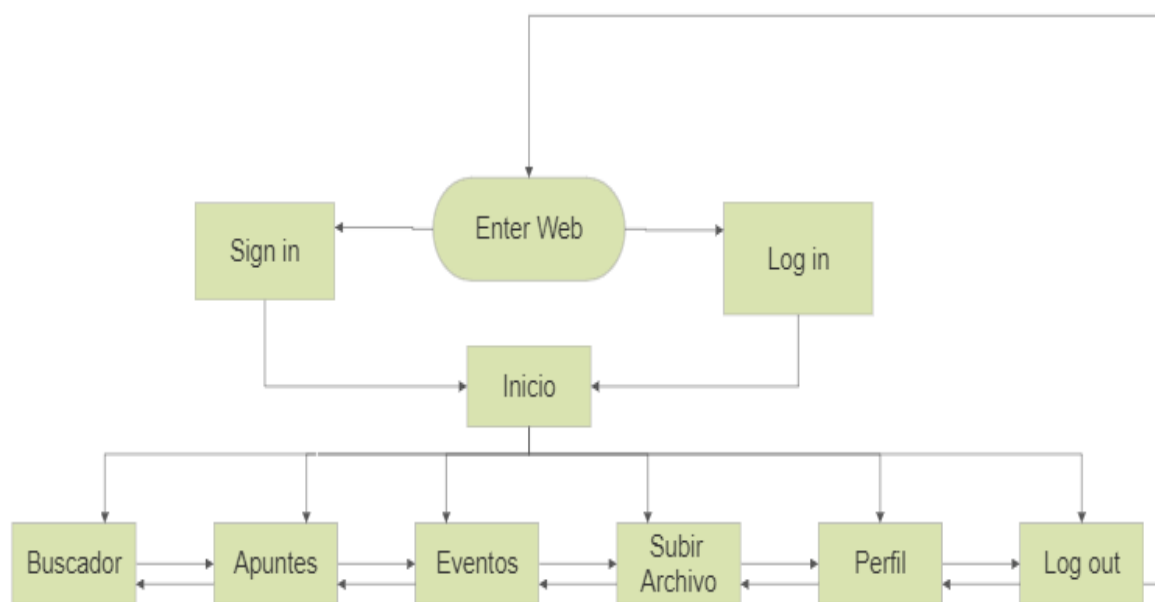 Enter Web
Sign in
Log in
Inicio
Buscador
Apuntes
Eventos
Subir
Archivo
Perfil
Log out